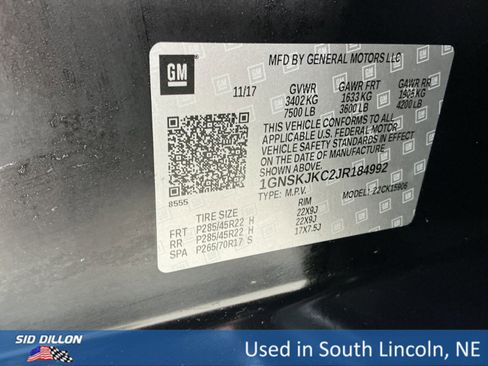 GM
MFD BY GENERAL MOTORS LLC
11/17 GVWR GAWR FRT GAWR RR
3402 KG 1633 KG 1905 KG
7500 LB 3600 LB 4200 LB
THIS VEHICLE CONFORMS TO ALL
APPLICABLE U.S. FEDERAL MOTOR
VEHICLE SAFETY STANDARDS IN EFFECT
ON THE DATE OF MANUFACTURE SHOWN ABOVE.
1GNSKJKC2JR184992
TYPE: M.P.V. MODEL: 22CK15906
8555
TIRE SIZE RIM
FRT P285/45R22 H 22X9J
RR P285/45R22 H 22X9J
SPA P265/70R17 S 17X7.5J
SID DILLON
Used in South Lincoln, NE